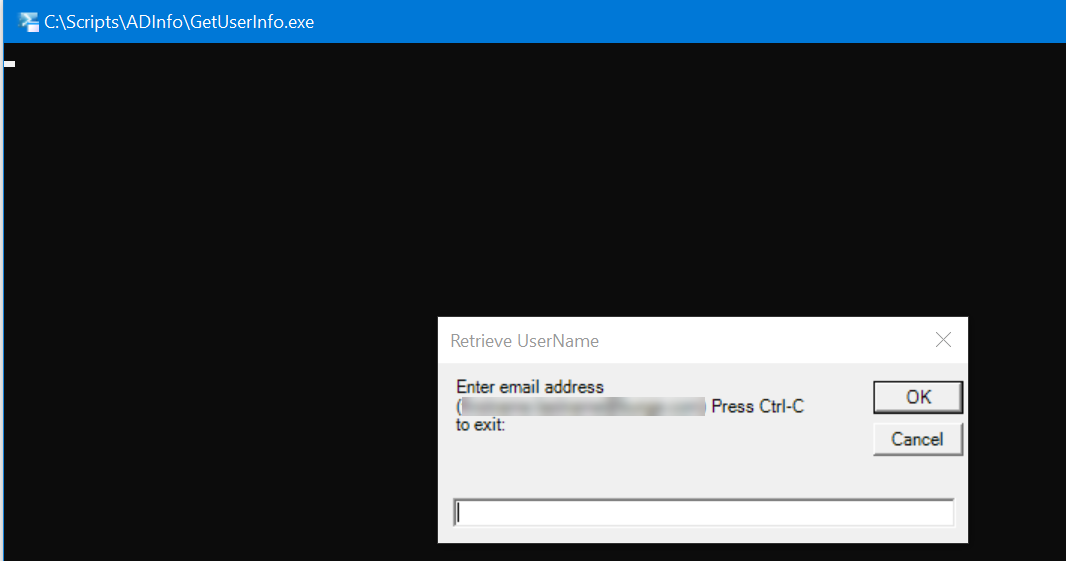 C:\Scripts\ADInfo\GetUserInfo.exe
Retrieve UserName
Enter email address
( ) Press Ctrl-C
to exit:
OK
Cancel